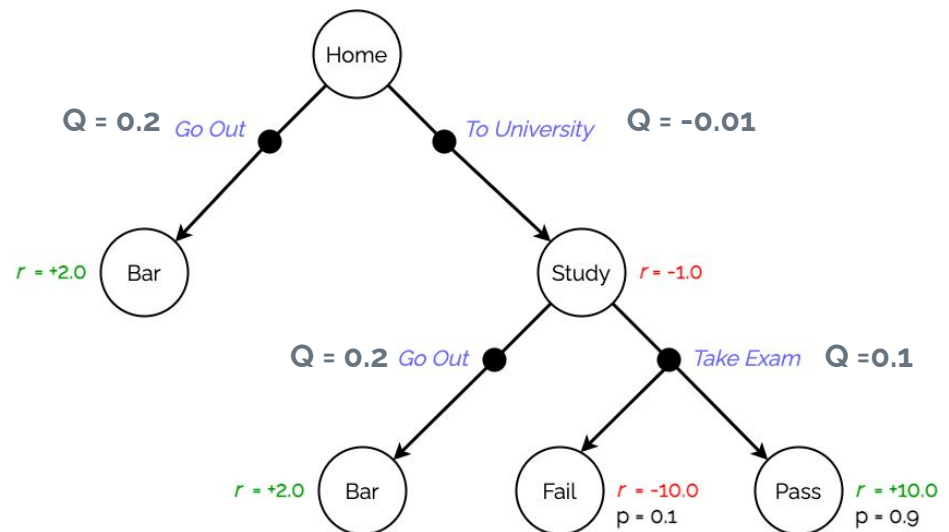 Home
Q = 0.2 Go Out
To University Q = -0.01
r = +2.0 Bar
Study r = -1.0
Q = 0.2 Go Out
Take Exam Q =0.1
r = +2.0 Bar
Fail r = -10.0
p = 0.1
Pass r = +10.0
p = 0.9